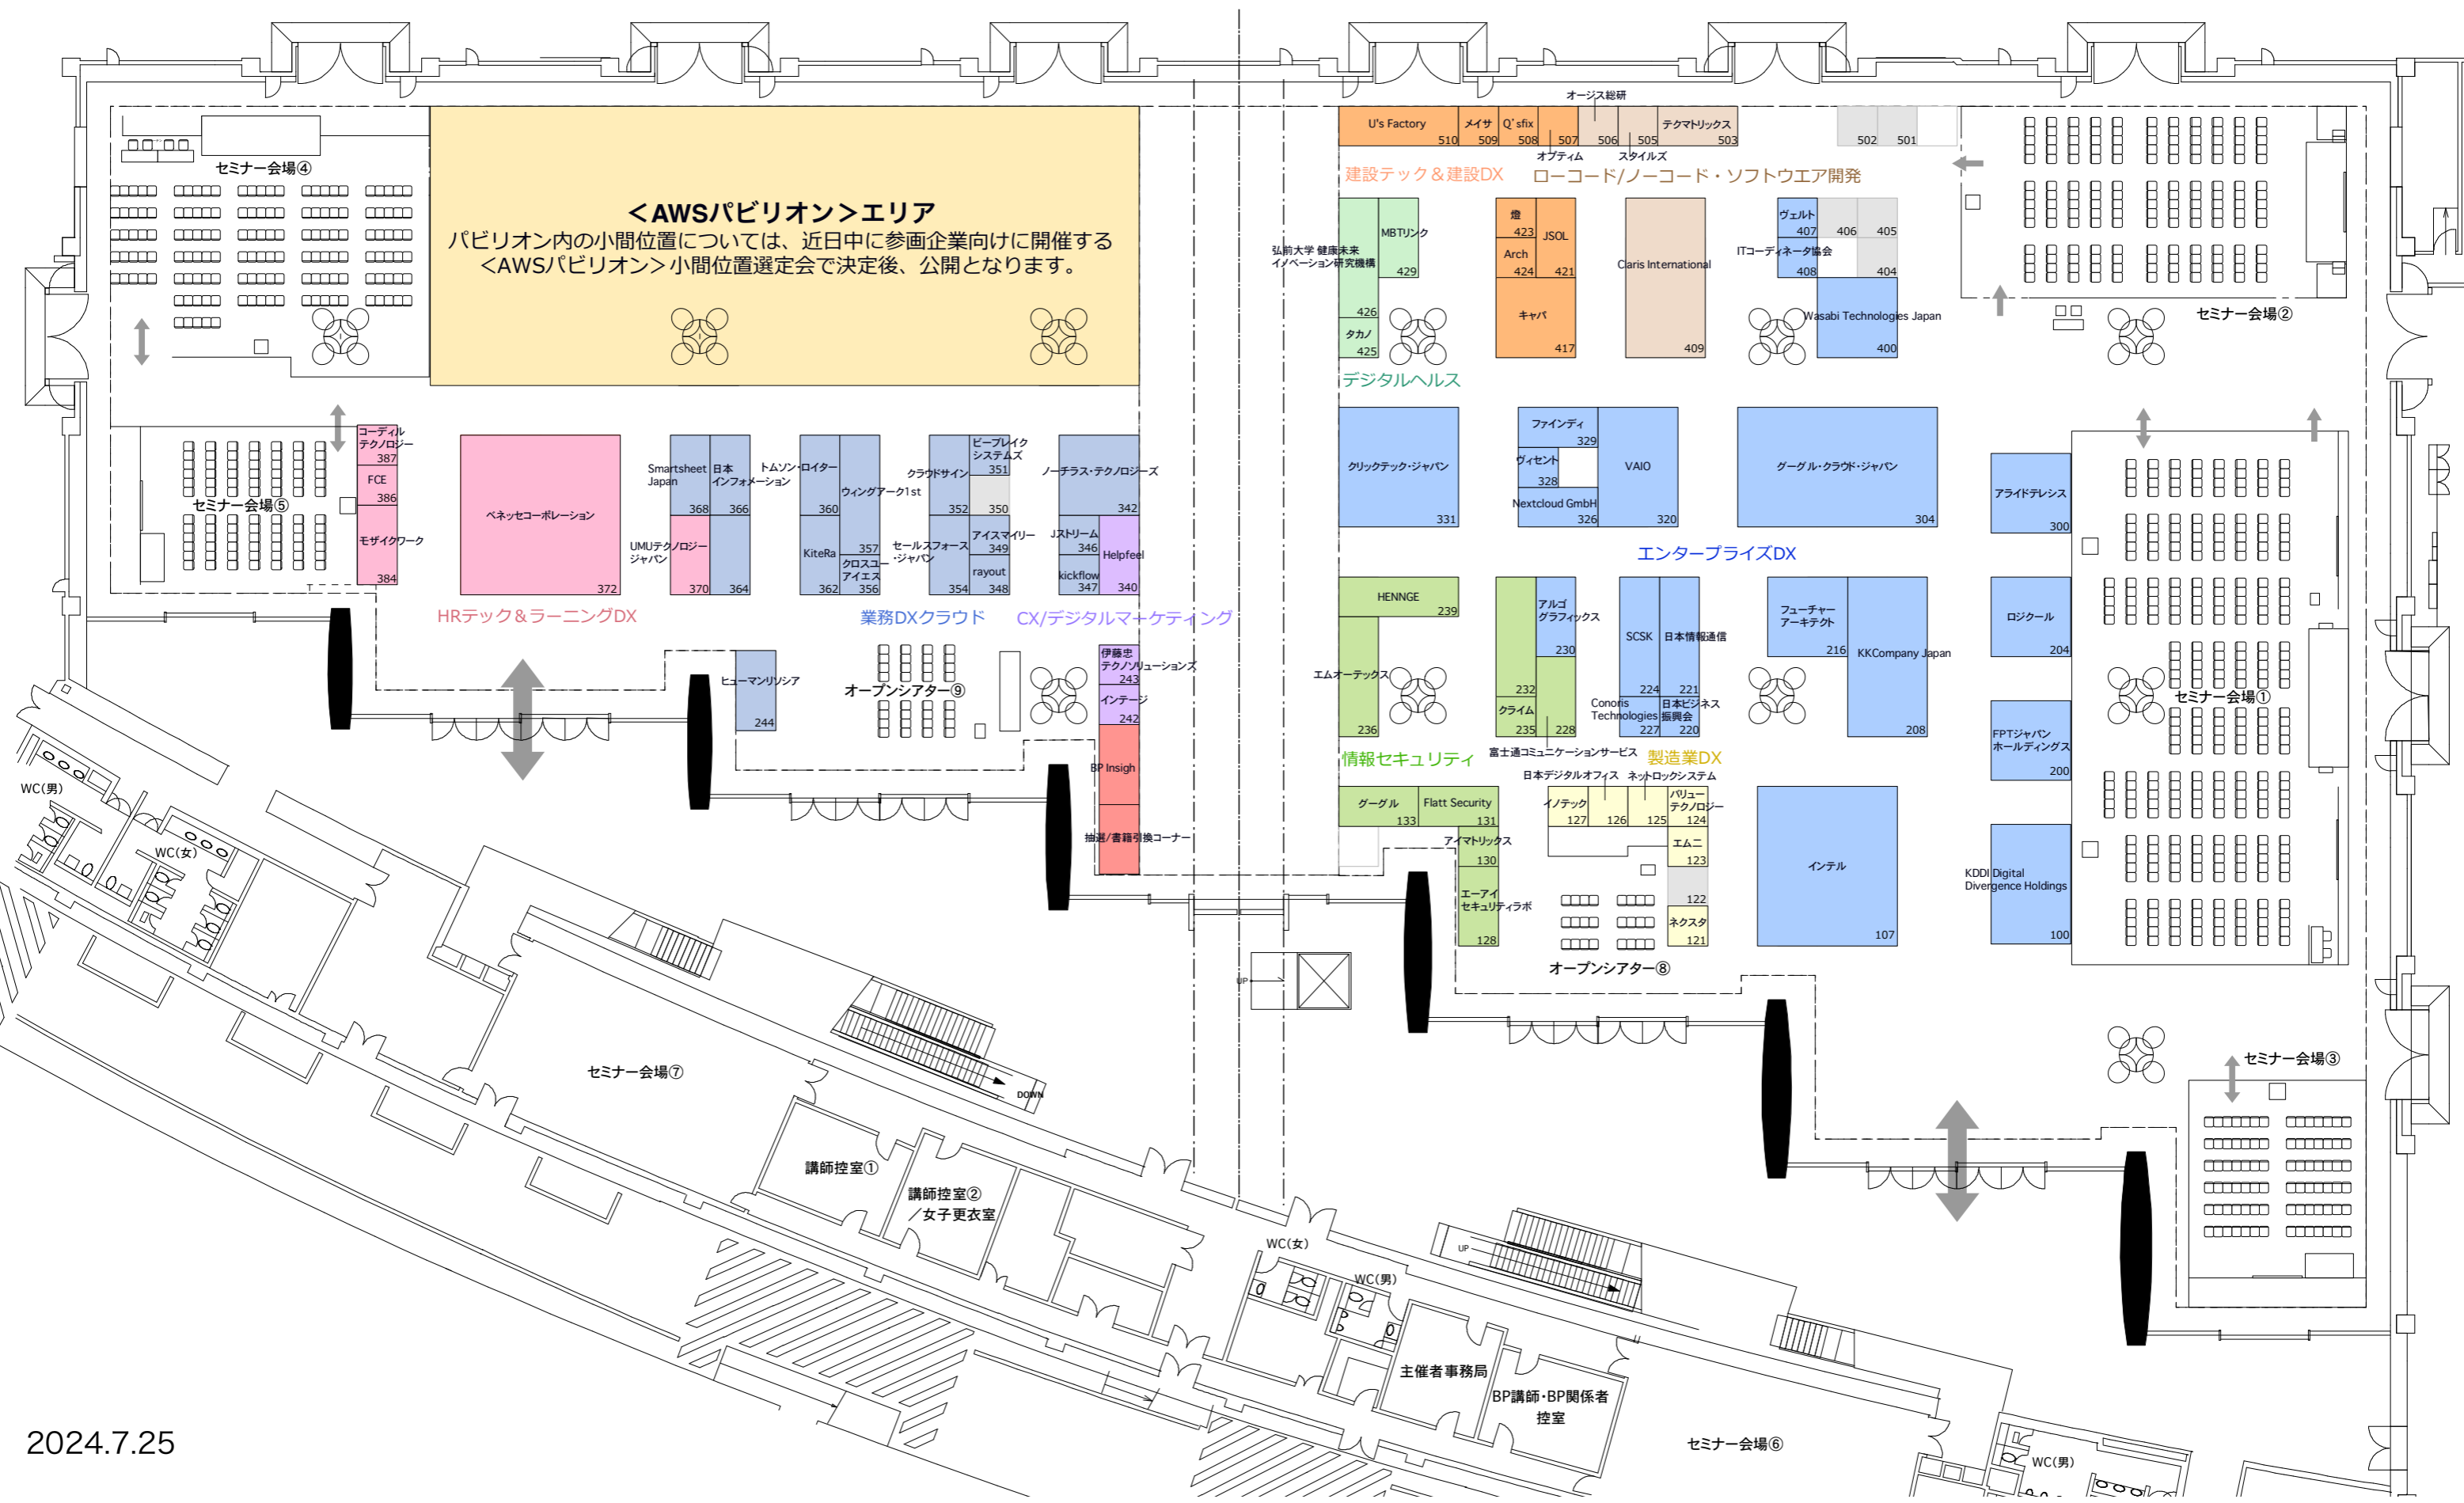 セミナー会場④
<AWSパビリオン>エリア
パビリオン内の小間位置については、近日中に参画企業向けに開催する
<AWSパビリオン>小間位置選定会で決定後、公開となります。
オージス総研
U's Factory
510
メイサ
509
Q'sfix
508
507
506
505
テクマトリックス
503
オプティム
スタイルズ
502
501
建設テック&建設DX
ローコード/ノーコード・ソフトウエア開発
弘前大学 健康未来
イノベーション研究機構
426
MBTリンク
429
タカノ
425
燈
423
JSOL
421
Arch
424
キャパ
417
Claris International
409
ヴェルト
407
406
405
ITコーディネータ協会
408
404
Wasabi Technologies Japan
400
セミナー会場②
デジタルヘルス
コーディル
テクノロジー
387
FCE
386
モザイクワーク
384
セミナー会場⑤
ベネッセコーポレーション
372
Smartsheet
Japan
368
日本
インフォメーション
366
UMUテクノロジー
ジャパン
370
364
トムソン・ロイター
360
ウィングアーク1st
357
KiteRa
362
クロスユー
アイエス
356
クラウドサイン
352
ビーブレイク
システムズ
351
350
セールスフォース
・ジャパン
354
アイスマイリー
349
rayout
348
ノーチラス・テクノロジーズ
342
Jストリーム
346
kickflow
347
Helpfeel
340
クリックテック・ジャパン
331
ファインディ
329
ヴィセント
328
Nextcloud GmbH
326
VAIO
320
グーグル・クラウド・ジャパン
304
アライドテレシス
300
エンタープライズDX
HRテック&ラーニングDX
業務DXクラウド
CX/デジタルマーケティング
HENNGE
239
エムオーテックス
236
232
アルゴ
グラフィックス
230
クライム
235
228
SCSK
224
日本情報通信
221
Conoris
Technologies
227
日本ビジネス
振興会
220
フューチャー
アーキテクト
216
KKCompany Japan
208
ロジクール
204
セミナー会場①
ヒューマンリソシア
244
オープンシアター⑨
伊藤忠
テクノソリューションズ
243
インテージ
242
BP Insigh
抽選/書籍引換コーナー
FPTジャパン
ホールディングス
200
情報セキュリティ
富士通コミュニケーションサービス
製造業DX
日本デジタルオフィス
ネットロックシステム
グーグル
133
Flatt Security
131
アイマトリックス
130
エーアイ
セキュリティラボ
128
イノテック
127
126
125
バリュー
テクノロジー
124
エムニ
123
122
ネクスタ
121
オープンシアター⑧
インテル
107
KDDI Digital
Divergence Holdings
100
WC(男)
WC(女)
UP
DOWN
セミナー会場③
セミナー会場⑦
講師控室①
講師控室②
/女子更衣室
WC(女)
WC(男)
UP
主催者事務局
BP講師・BP関係者
控室
セミナー会場⑥
WC(男)
2024.7.25